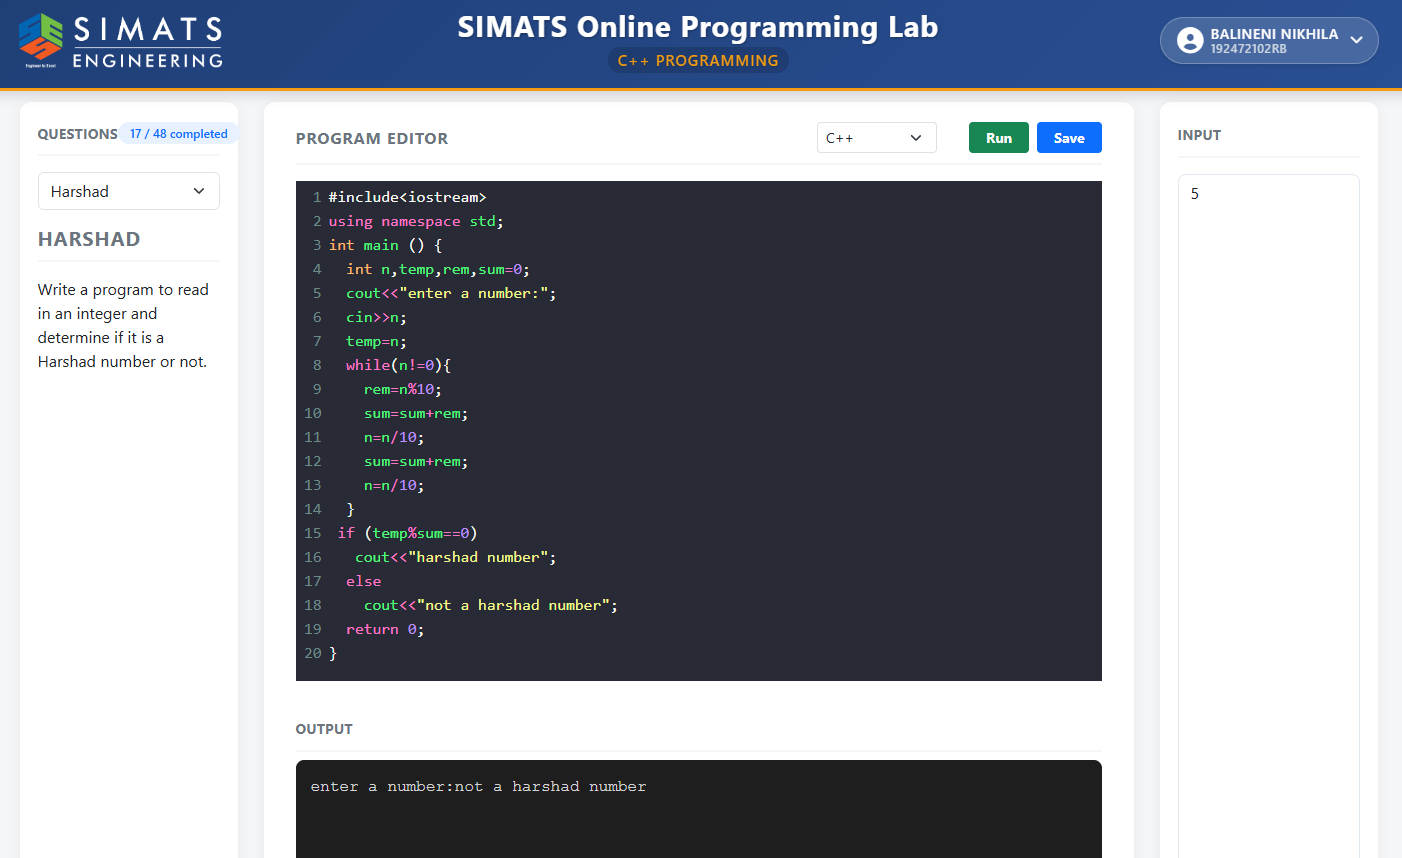 SIMATS
ENGINEERING
Engineer to Excel
SIMATS Online Programming Lab
C++ PROGRAMMING
BALINENI NIKHILA
192472102RB
QUESTIONS 17 / 48 completed
Harshad
HARSHAD
Write a program to read
in an integer and
determine if it is a
Harshad number or not.
PROGRAM EDITOR
C++
Run
Save
1 #include<iostream>
2 using namespace std;
3 int main () {
4   int n,temp,rem,sum=0;
5   cout<<"enter a number:";
6   cin>>n;
7   temp=n;
8   while(n!=0){
9     rem=n%10;
10     sum=sum+rem;
11     n=n/10;
12     sum=sum+rem;
13     n=n/10;
14   }
15  if (temp%sum==0)
16    cout<<"harshad number";
17   else
18     cout<<"not a harshad number";
19   return 0;
20 }
OUTPUT
enter a number:not a harshad number
INPUT
5